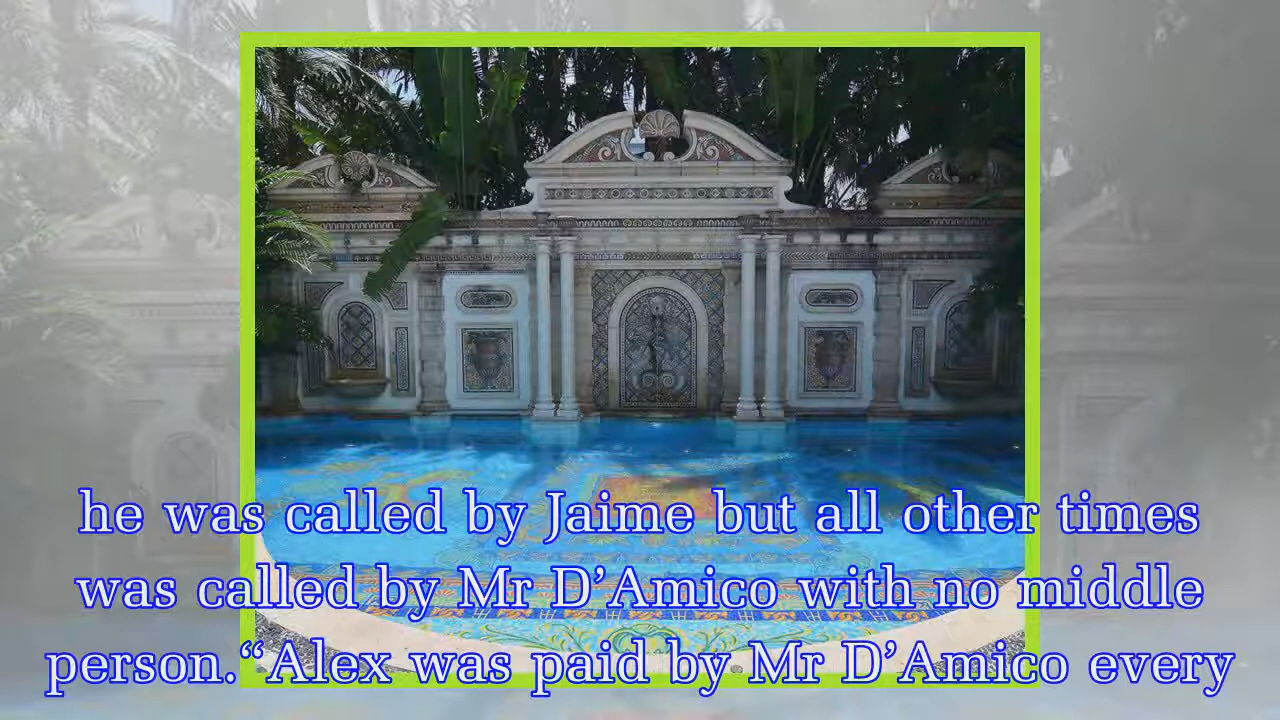 he was called by Jaime but all other times
was called by Mr D’Amico with no middle
person.“Alex was paid by Mr D’Amico every